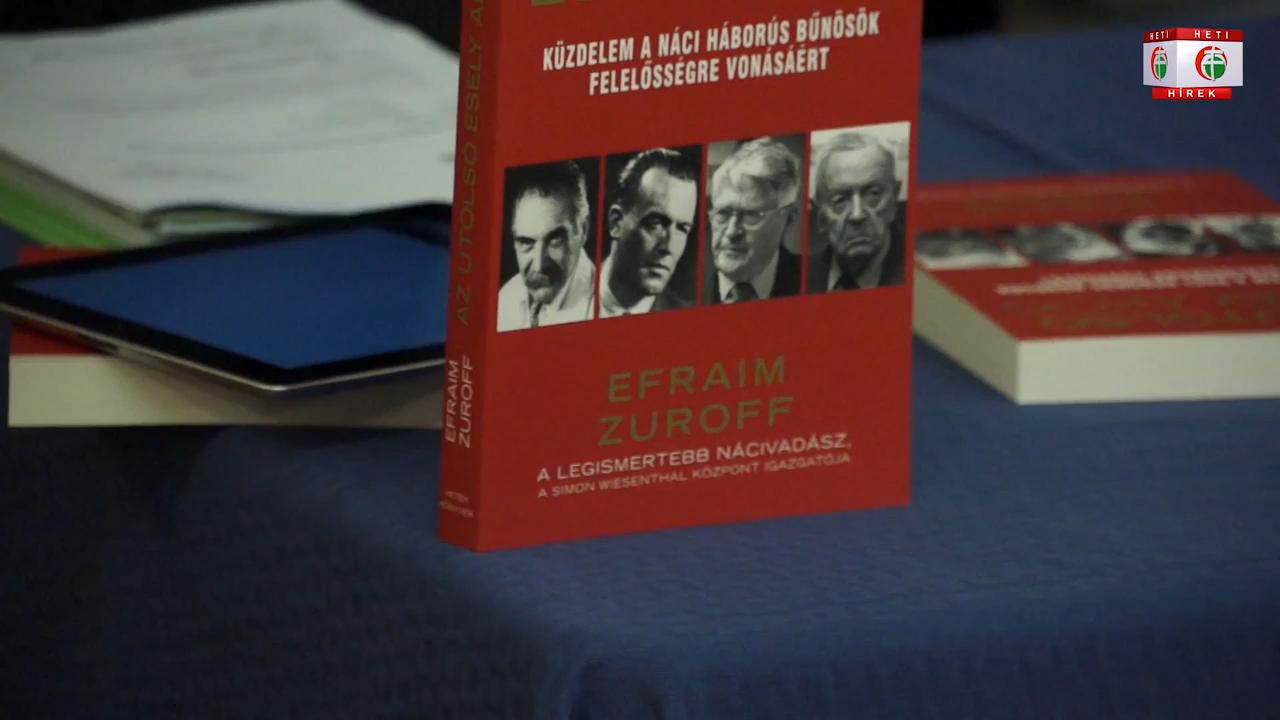 HETI HETI
HÍREK
KÜZDELEM A NÁCI HÁBORÚS BŰNÖSÖK
FELELŐSSÉGRE VONÁSÁÉRT
EFRAIM
ZUROFF
A LEGISMERTEBB NÁCIVADÁSZ,
A SIMON WIESENTHAL KÖZPONT IGAZGATÓJA
AZ UTOLSÓ ESÉLY
EFRAIM
ZUROFF